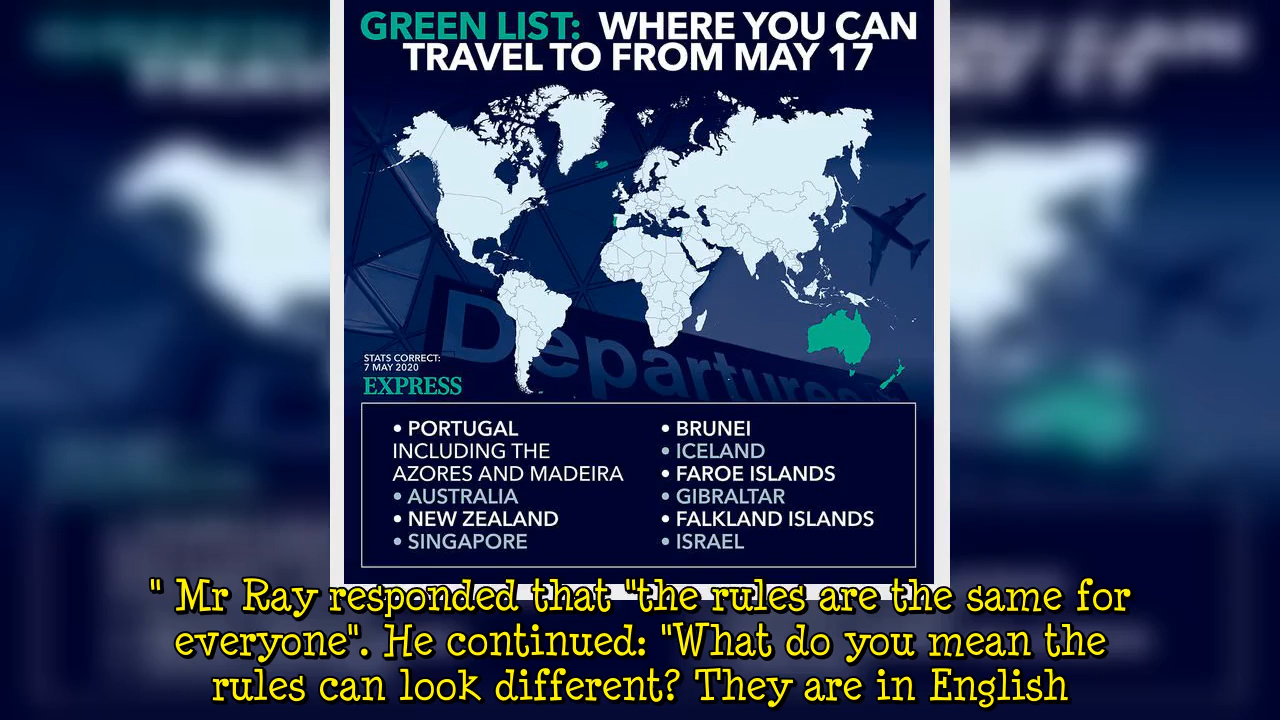 GREEN LIST: WHERE YOU CAN
TRAVEL TO FROM MAY 17
Departures
STATS CORRECT:
7 MAY 2020
EXPRESS
• PORTUGAL
INCLUDING THE
AZORES AND MADEIRA
• AUSTRALIA
• NEW ZEALAND
• SINGAPORE
• BRUNEI
• ICELAND
• FAROE ISLANDS
• GIBRALTAR
• FALKLAND ISLANDS
• ISRAEL
" Mr Ray responded that "the rules are the same for
everyone". He continued: "What do you mean the
rules can look different? They are in English